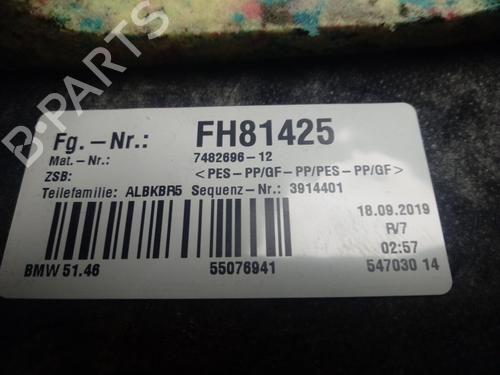 Fg.-Nr.: FH81425
Mat.-Nr.: 7482696-12
ZSB: <PES-PP/GF-PP/PES-PP/GF>
Teilefamilie: ALBKBR5 Sequenz-Nr.: 3914401
18.09.2019
R/7
02:57
BMW 51.46 55076941 547030 14
B-Parts